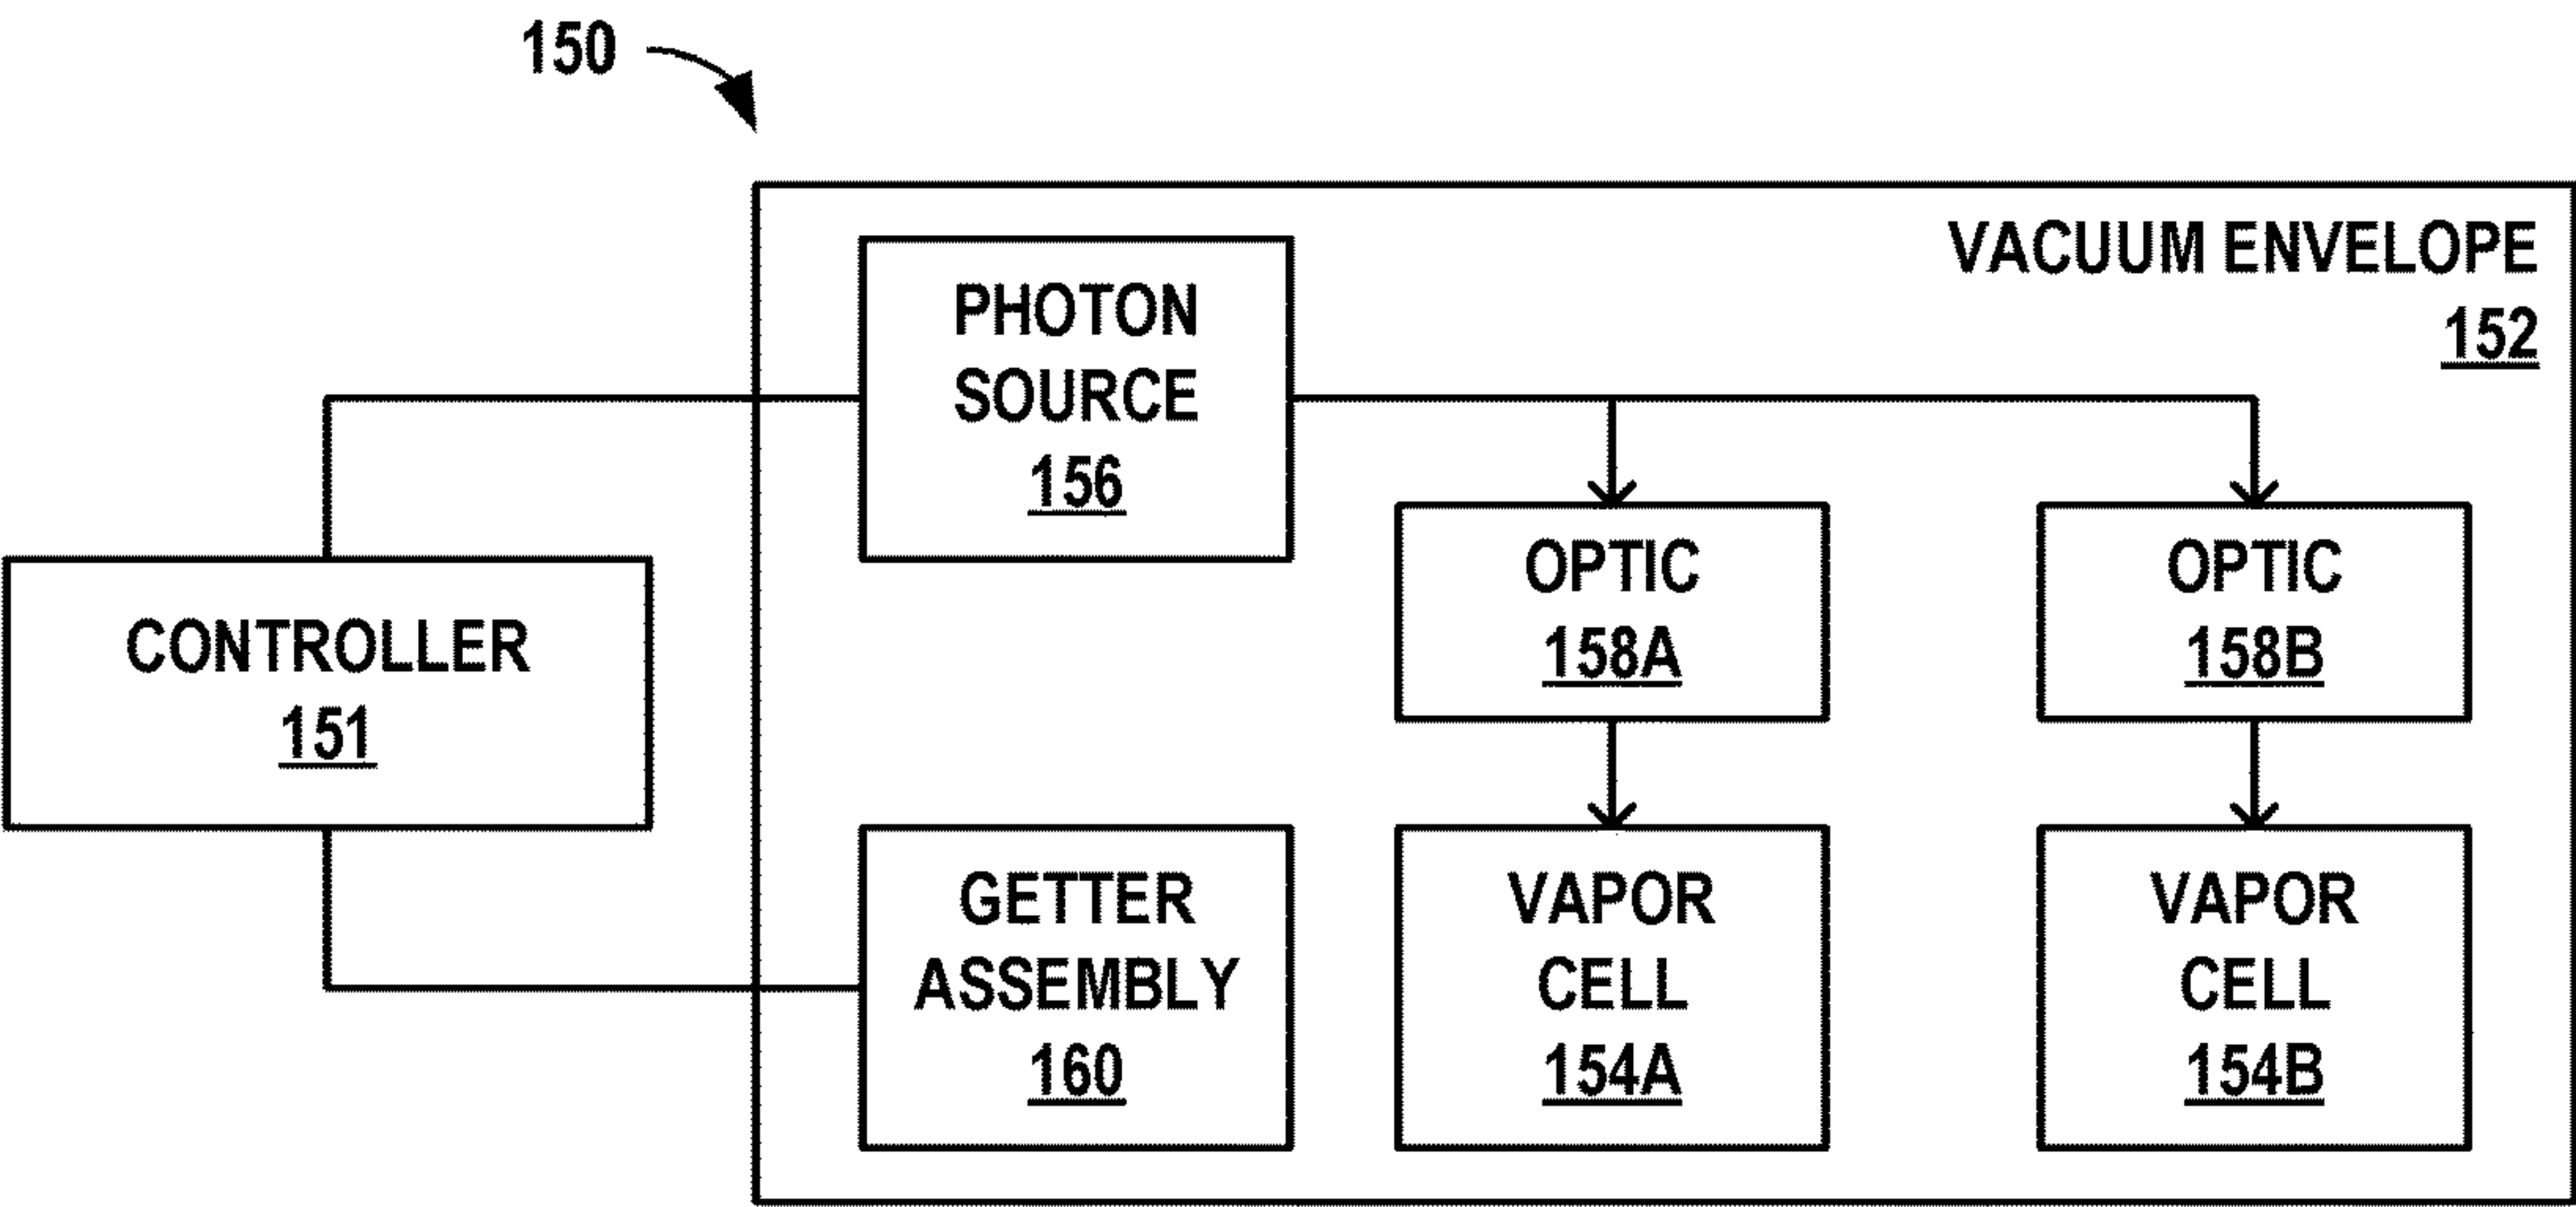 150
VACUUM ENVELOPE
152
PHOTON
SOURCE
156
OPTIC
158A
OPTIC
158B
CONTROLLER
151
GETTER
ASSEMBLY
160
VAPOR
CELL
154A
VAPOR
CELL
154B